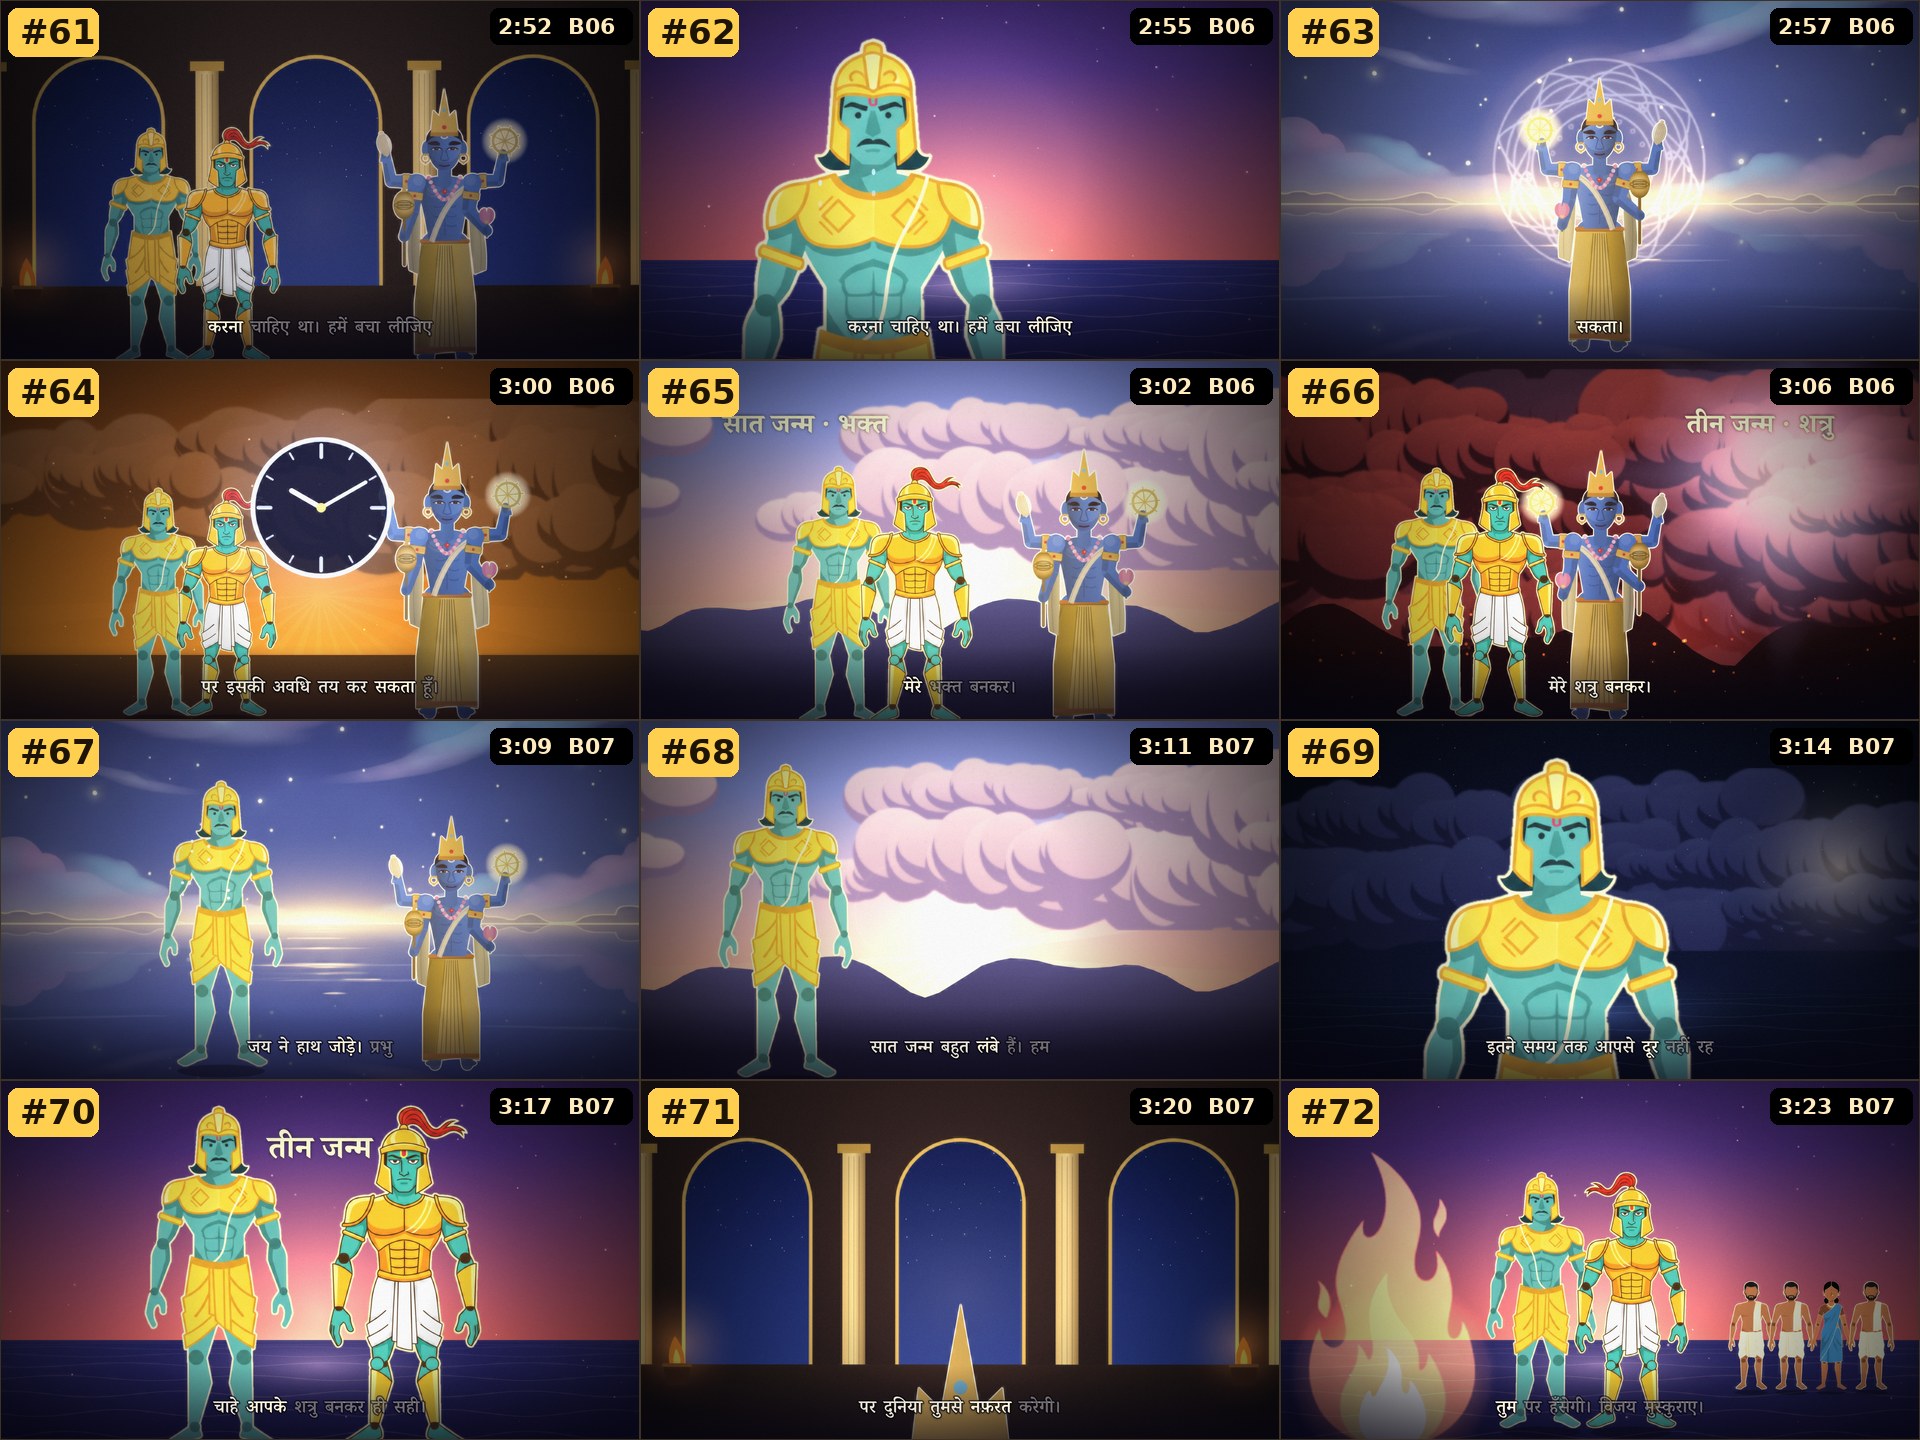 #61
2:52 B06
करना चाहिए था। हमें बचा लीजिए
#62
2:55 B06
करना चाहिए था। हमें बचा लीजिए
#63
2:57 B06
सकता।
#64
3:00 B06
पर इसकी अवधि तय कर सकता हूँ।
#65
3:02 B06
सात जन्म · भक्त
मेरे भक्त बनकर।
#66
3:06 B06
तीन जन्म · शत्रु
मेरे शत्रु बनकर।
#67
3:09 B07
जय ने हाथ जोड़े। प्रभु
#68
3:11 B07
सात जन्म बहुत लंबे हैं। हम
#69
3:14 B07
इतने समय तक आपसे दूर नहीं रह
#70
3:17 B07
तीन जन्म
चाहे आपके शत्रु बनकर ही सही।
#71
3:20 B07
पर दुनिया तुमसे नफ़रत करेगी।
#72
3:23 B07
तुम पर हँसेगी। विजय मुस्कुराए।